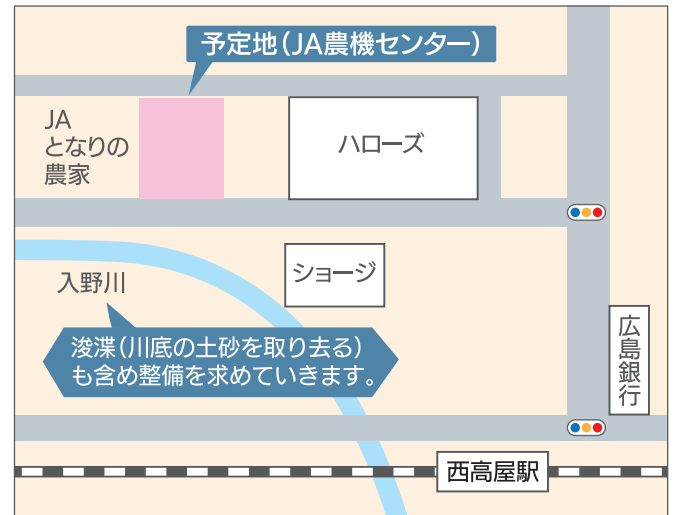 予定地（JA農機センター）
JA
となりの
農家
ハローズ
ショージ
入野川
浚渫（川底の土砂を取り去る）
も含め整備を求めていきます。
広島銀行
西高屋駅